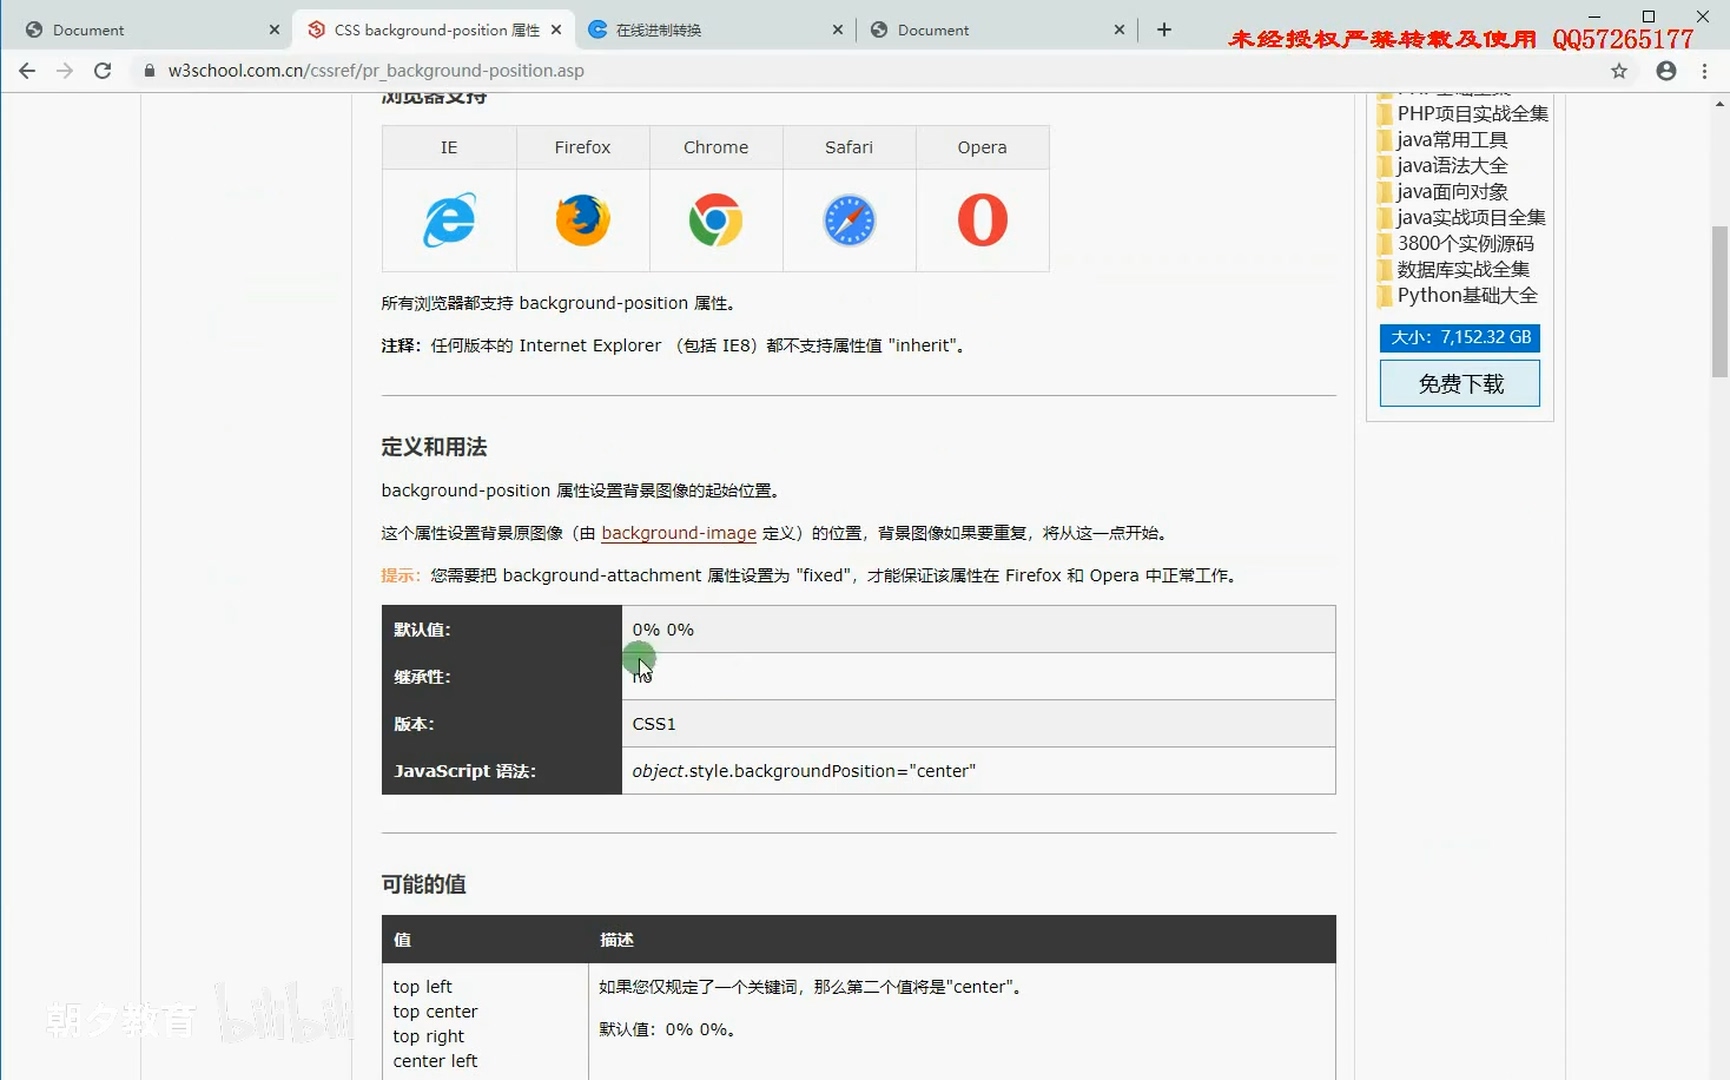 Document
CSS background-position 属性
在线进制转换
Document
未经授权严禁转载及使用 QQ57265177
w3school.com.cn/cssref/pr_background-position.asp
浏览器支持
IE Firefox Chrome Safari Opera
所有浏览器都支持 background-position 属性。
注释：任何版本的 Internet Explorer （包括 IE8）都不支持属性值 "inherit"。
定义和用法
background-position 属性设置背景图像的起始位置。
这个属性设置背景原图像（由 background-image 定义）的位置，背景图像如果要重复，将从这一点开始。
提示：您需要把 background-attachment 属性设置为 "fixed"，才能保证该属性在 Firefox 和 Opera 中正常工作。
默认值: 0% 0%
继承性: no
版本: CSS1
JavaScript 语法: object.style.backgroundPosition="center"
可能的值
值 描述
top left
top center
top right
center left
如果您仅规定了一个关键词，那么第二个值将是"center"。
默认值：0% 0%。
PHP项目实战全集
java常用工具
java语法大全
java面向对象
java实战项目全集
3800个实例源码
数据库实战全集
Python基础大全
大小：7,152.32 GB
免费下载
朝夕教育 bilibili